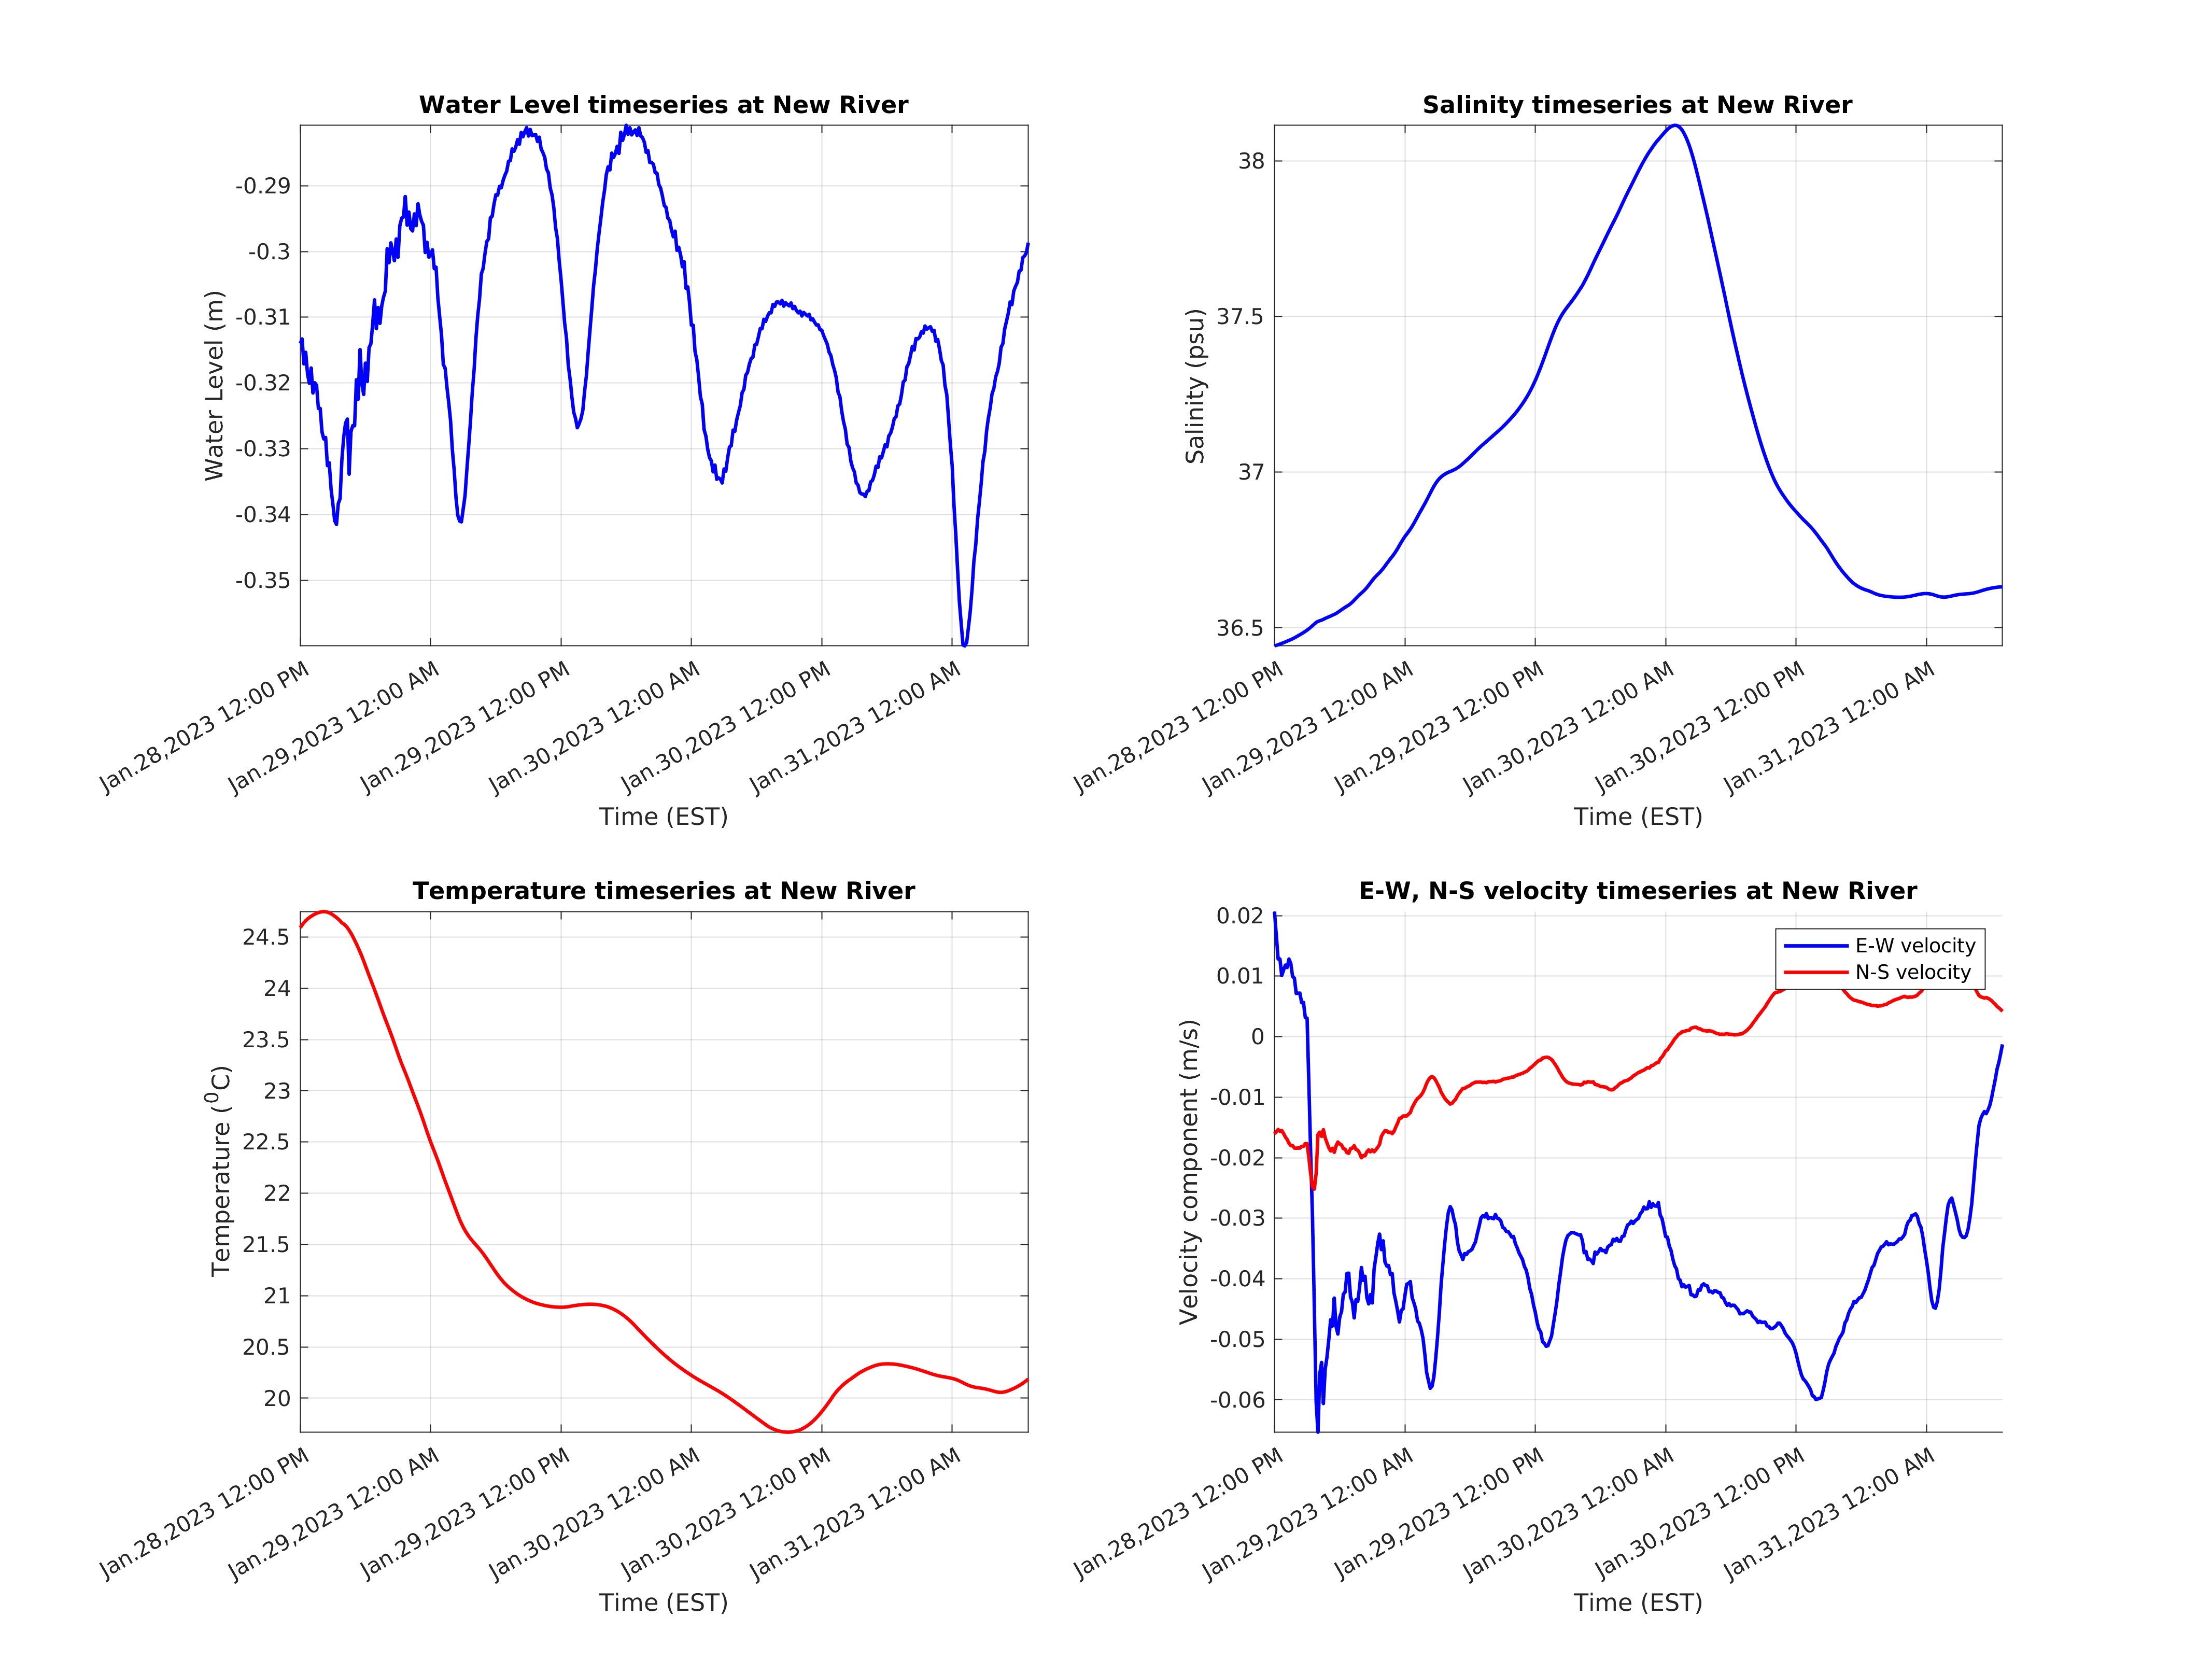 Water Level timeseries at New River
Water Level (m)
-0.29
-0.3
-0.31
-0.32
-0.33
-0.34
-0.35
Jan.28,2023 12:00 PM
Jan.29,2023 12:00 AM
Jan.29,2023 12:00 PM
Jan.30,2023 12:00 AM
Jan.30,2023 12:00 PM
Jan.31,2023 12:00 AM
Time (EST)
Salinity timeseries at New River
Salinity (psu)
38
37.5
37
36.5
Jan.28,2023 12:00 PM
Jan.29,2023 12:00 AM
Jan.29,2023 12:00 PM
Jan.30,2023 12:00 AM
Jan.30,2023 12:00 PM
Jan.31,2023 12:00 AM
Time (EST)
Temperature timeseries at New River
Temperature (⁰C)
24.5
24
23.5
23
22.5
22
21.5
21
20.5
20
Jan.28,2023 12:00 PM
Jan.29,2023 12:00 AM
Jan.29,2023 12:00 PM
Jan.30,2023 12:00 AM
Jan.30,2023 12:00 PM
Jan.31,2023 12:00 AM
Time (EST)
E-W, N-S velocity timeseries at New River
Velocity component (m/s)
0.02
0.01
0
-0.01
-0.02
-0.03
-0.04
-0.05
-0.06
E-W velocity
N-S velocity
Jan.28,2023 12:00 PM
Jan.29,2023 12:00 AM
Jan.29,2023 12:00 PM
Jan.30,2023 12:00 AM
Jan.30,2023 12:00 PM
Jan.31,2023 12:00 AM
Time (EST)